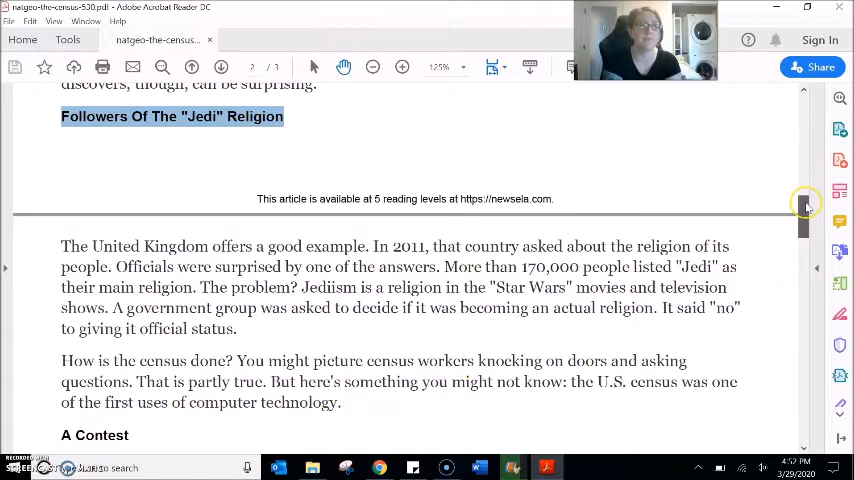 natgeo-the-census-530.pdf - Adobe Acrobat Reader DC
File Edit View Window Help
Home Tools natgeo-the-census... × Sign In
2 / 3 125% Share
discovers, though, can be surprising.
Followers Of The "Jedi" Religion
This article is available at 5 reading levels at https://newsela.com.
The United Kingdom offers a good example. In 2011, that country asked about the religion of its
people. Officials were surprised by one of the answers. More than 170,000 people listed "Jedi" as
their main religion. The problem? Jediism is a religion in the "Star Wars" movies and television
shows. A government group was asked to decide if it was becoming an actual religion. It said "no"
to giving it official status.
How is the census done? You might picture census workers knocking on doors and asking
questions. That is partly true. But here's something you might not know: the U.S. census was one
of the first uses of computer technology.
A Contest
RECORDED WITH
here to search
4:52 PM
3/29/2020